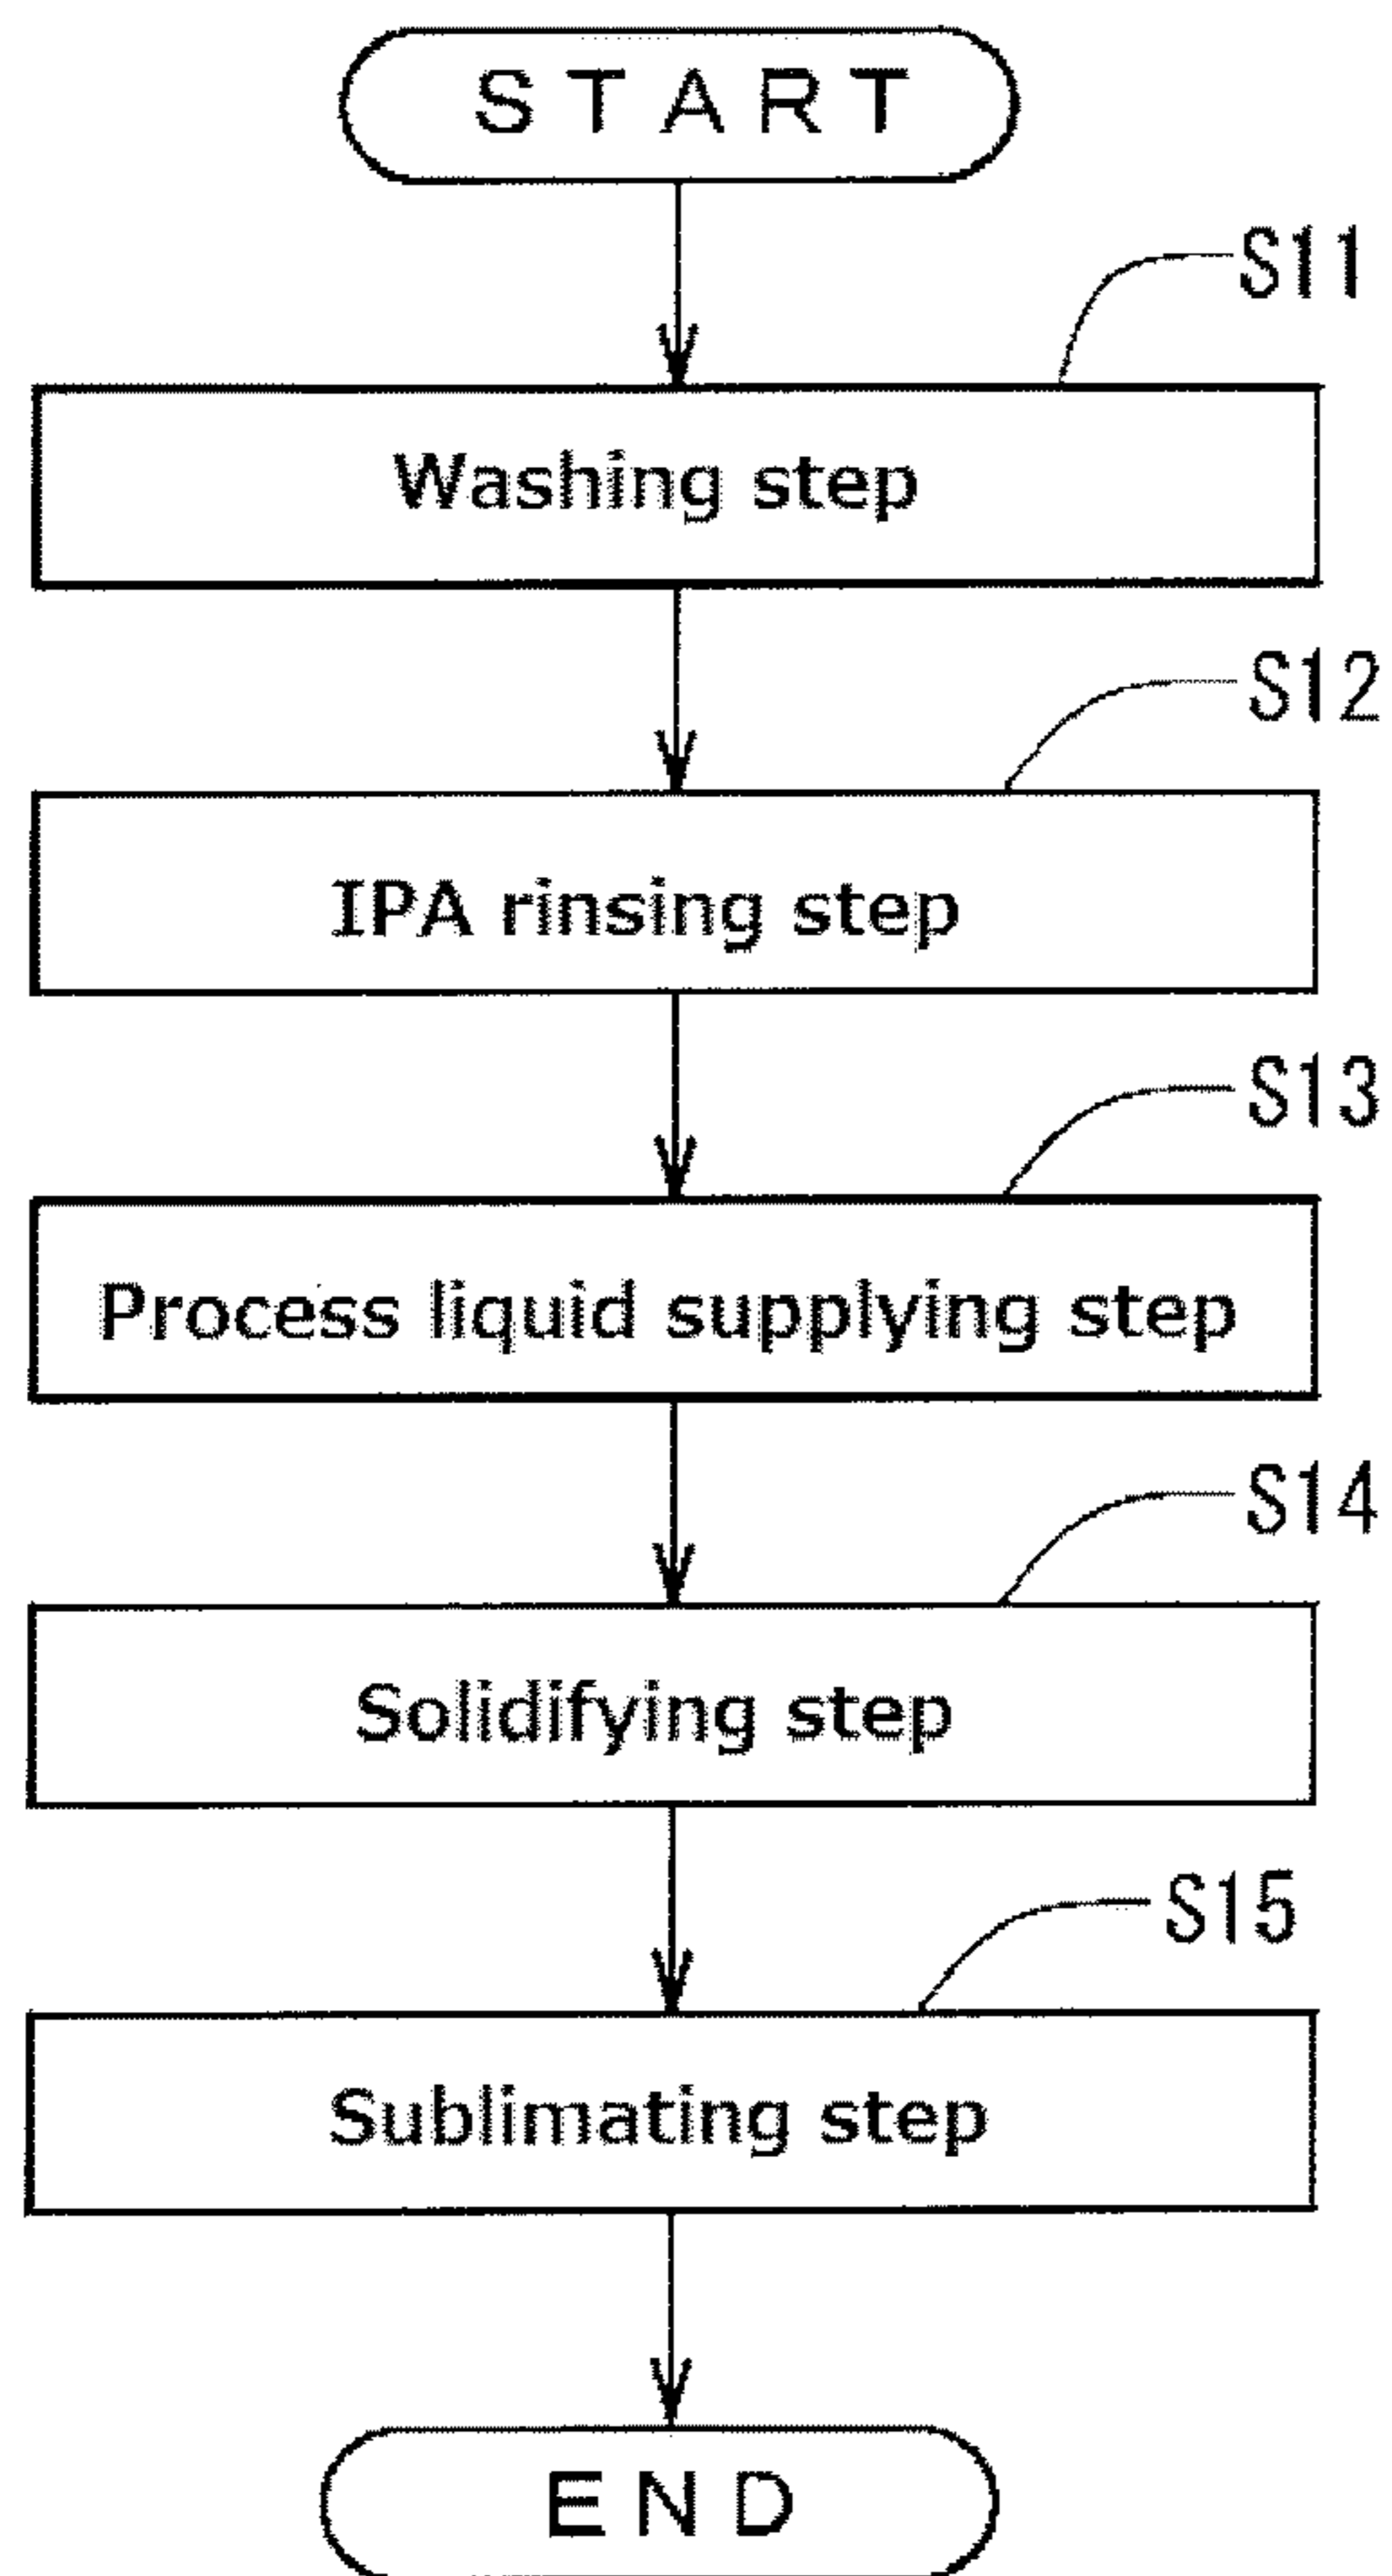 START
S11
Washing step
S12
IPA rinsing step
S13
Process liquid supplying step
S14
Solidifying step
S15
Sublimating step
END